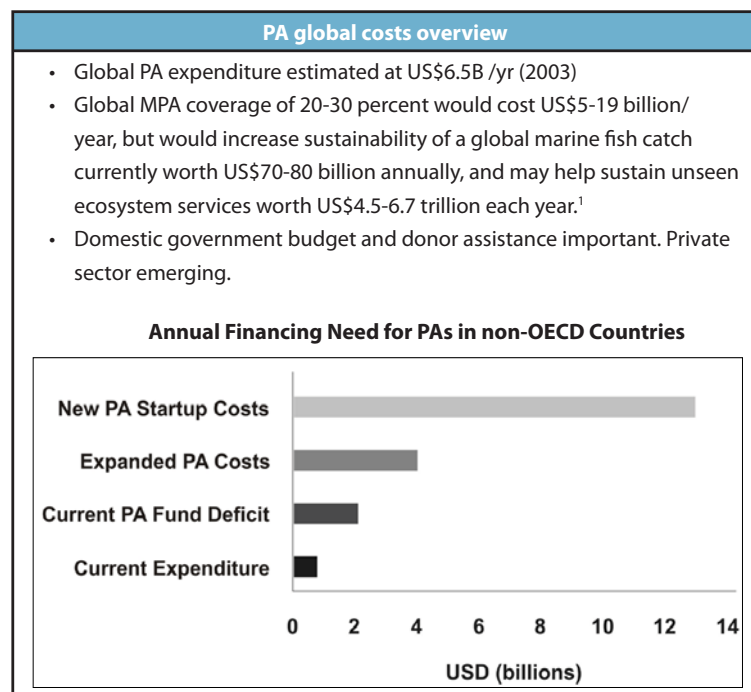 PA global costs overview
• Global PA expenditure estimated at US$6.5B /yr (2003)
• Global MPA coverage of 20-30 percent would cost US$5-19 billion/
year, but would increase sustainability of a global marine fish catch
currently worth US$70-80 billion annually, and may help sustain unseen
ecosystem services worth US$4.5-6.7 trillion each year.1
• Domestic government budget and donor assistance important. Private
sector emerging.
Annual Financing Need for PAs in non-OECD Countries
New PA Startup Costs
Expanded PA Costs
Current PA Fund Deficit
Current Expenditure
0 2 4 6 8 10 12 14
USD (billions)